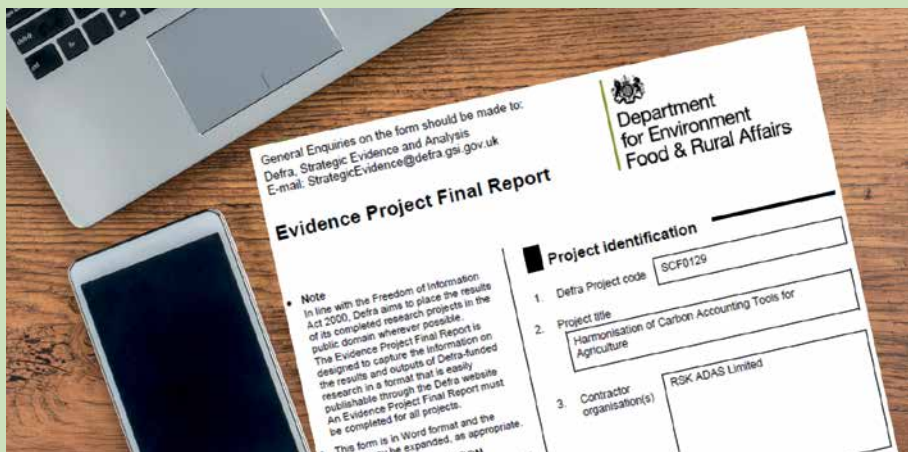 General Enquiries on the form should be made to:
Defra, Strategic Evidence and Analysis
E-mail: StrategicEvidence@defra.gsi.gov.uk
Department
for Environment
Food & Rural Affairs
Evidence Project Final Report
• Note
In line with the Freedom of Information
Act 2000, Defra aims to place the results
of its completed research projects in the
public domain wherever possible.
The Evidence Project Final Report is
designed to capture the information on
the results and outputs of Defra-funded
research in a format that is easily
publishable through the Defra website
An Evidence Project Final Report must
be completed for all projects.
This form is in Word format and the
be expanded, as appropriate.
Project identification
1. Defra Project code
SCF0129
2. Project title
Harmonisation of Carbon Accounting Tools for
Agriculture
3. Contractor
organisation(s)
RSK ADAS Limited